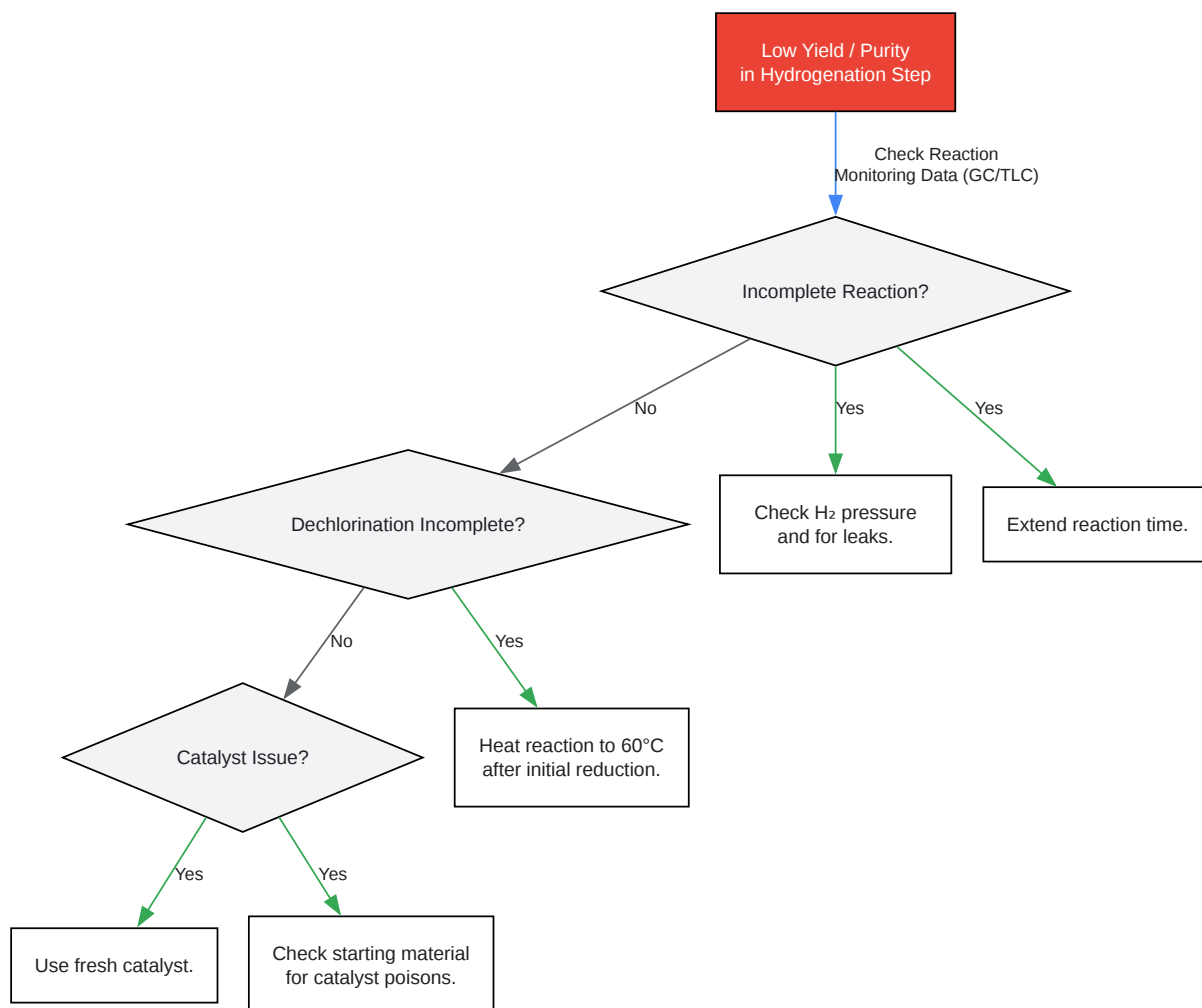 Low Yield / Purity
in Hydrogenation Step
Check Reaction
Monitoring Data (GC/TLC)
Incomplete Reaction?
No
Yes
Yes
Dechlorination Incomplete?
Check H₂ pressure
and for leaks.
Extend reaction time.
No
Yes
Catalyst Issue?
Heat reaction to 60°C
after initial reduction.
Yes
Yes
Use fresh catalyst.
Check starting material
for catalyst poisons.